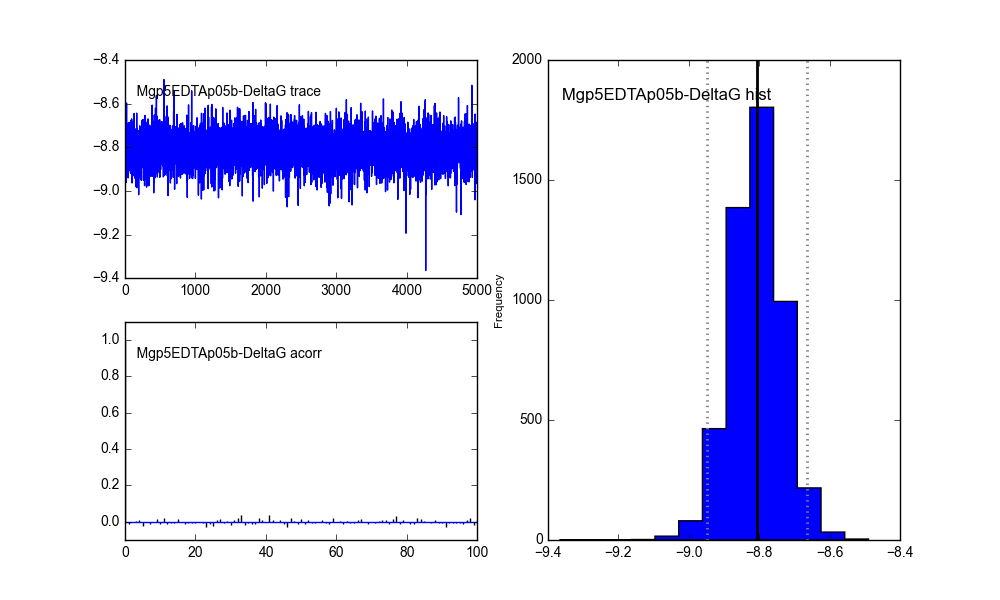 −8.4
Mgp5EDTAp05b-DeltaG trace
−8.6
−8.8
−9.0
−9.2
−9.4
0 1000 2000 3000 4000 5000
1.0
Mgp5EDTAp05b-DeltaG acorr
0.8
0.6
0.4
0.2
0.0
0 20 40 60 80 100
2000
Mgp5EDTAp05b-DeltaG hist
1500
1000
500
0
Frequency
−9.4 −9.2 −9.0 −8.8 −8.6 −8.4